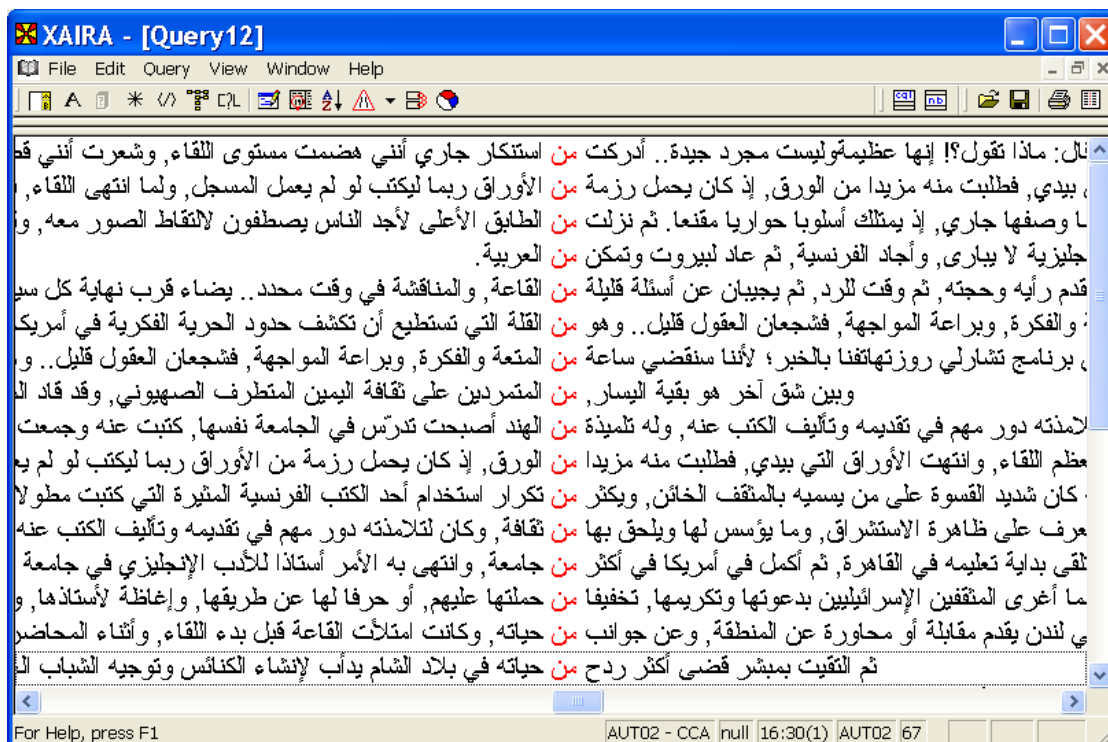 XAIRA - [Query12]
File Edit Query View Window Help
قال: ماذا تقول؟! إنها عظيمةوليست مجرد جيدة.. أدركت من استنكار جاري أنني هضمت مستوى اللقاء, وشعرت أنني
بيدي, فطلبت منه مزيدا من الورق, إذ كان يحمل رزمة من الأوراق ربما ليكتب لو لم يعمل المسجل, ولما انتهى اللقاء,
وصفها جاري, إذ يمتلك أسلوبا حواريا مقنعا. ثم نزلت من الطابق الأعلى لأجد الناس يصطفون لالتقاط الصور معه,
جليزية لا يبارى, وأجاد الفرنسية, ثم عاد لبيروت وتمكن من العربية.
قدم رأيه وحجته, ثم وقت للرد, ثم يجيبان عن أسئلة قليلة من القاعة, والمناقشة في وقت محدد.. يضاء قرب نهاية كل
والفكرة, وبراعة المواجهة, فشجعان العقول قليل.. وهو من القلة التي تستطيع أن تكشف حدود الحرية الفكرية في أمريك
برنامج تشارلي روزتهاتفنا بالخبر؛ لأننا سنقضي ساعة من المتعة والفكرة, وبراعة المواجهة, فشجعان العقول قليل..
وبين شق آخر هو بقية اليسار, من المتمردين على ثقافة اليمين المتطرف الصهيوني, وقد قاد
لامذته دور مهم في تقديمه وتأليف الكتب عنه, وله تلميذة من الهند أصبحت تدرّس في الجامعة نفسها, كتبت عنه وجمعت
عظم اللقاء, وانتهت الأوراق التي بيدي, فطلبت منه مزيدا من الورق, إذ كان يحمل رزمة من الأوراق ربما ليكتب لو لم يع
كان شديد القسوة على من يسميه بالمثقف الخائن, ويكثر من تكرار استخدام أحد الكتب الفرنسية المثيرة التي كتبت مطولا
عرف على ظاهرة الاستشراق, وما يؤسس لها ويلحق بها من ثقافة, وكان لتلامذته دور مهم في تقديمه وتأليف الكتب عنه
تلقى بداية تعليمه في القاهرة, ثم أكمل في أمريكا في أكثر من جامعة, وانتهى به الأمر أستاذا للأدب الإنجليزي في جامعة
ما أغرى المثقفين الإسرائيليين بدعوتها وتكريمها, تخفيفا من حملتها عليهم, أو حرفا لها عن طريقها, وإغاظة لأستاذها, و
ي لندن يقدم مقابلة أو محاورة عن المنطقة, وعن جوانب من حياته, وكانت امتلأت القاعة قبل بدء اللقاء, وأثناء المحاضر
ثم التقيت بمبشر قضى أكثر ردح من حياته في بلاد الشام يدأب لإنشاء الكنائس وتوجيه الشباب
For Help, press F1 AUT02 - CCA null 16:30(1) AUT02 67